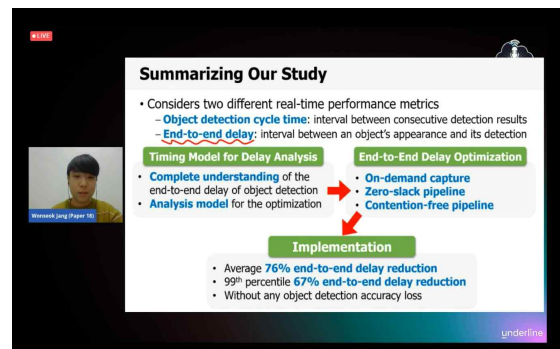 LIVE
Summarizing Our Study
• Considers two different real-time performance metrics
– Object detection cycle time: interval between consecutive detection results
– End-to-end delay: interval between an object's appearance and its detection
Timing Model for Delay Analysis
• Complete understanding of the
end-to-end delay of object detection
• Analysis model for the optimization
End-to-End Delay Optimization
• On-demand capture
• Zero-slack pipeline
• Contention-free pipeline
Wonseok Jang (Paper 18)
Implementation
• Average 76% end-to-end delay reduction
• 99th percentile 67% end-to-end delay reduction
• Without any object detection accuracy loss
underline